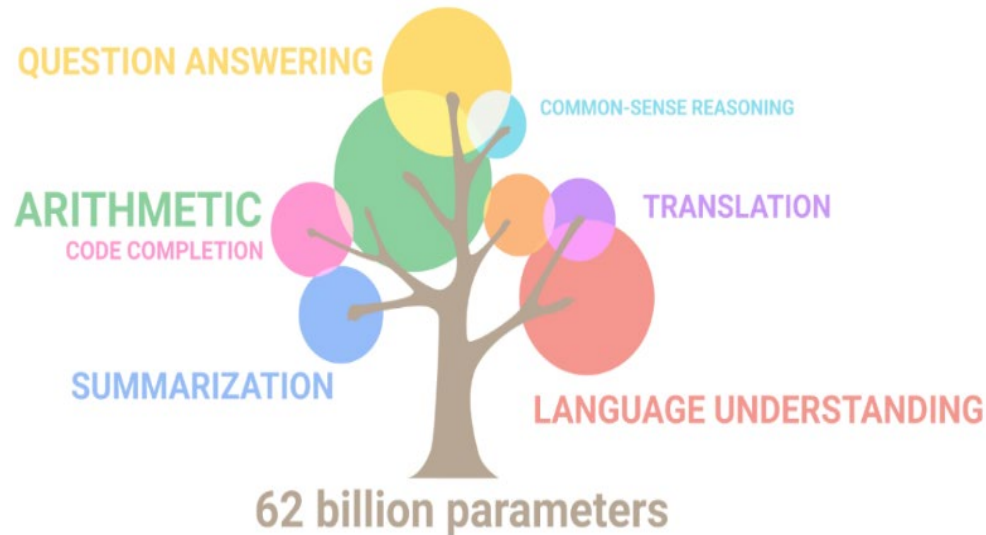 QUESTION ANSWERING
COMMON-SENSE REASONING
ARITHMETIC
TRANSLATION
CODE COMPLETION
SUMMARIZATION
LANGUAGE UNDERSTANDING
62 billion parameters